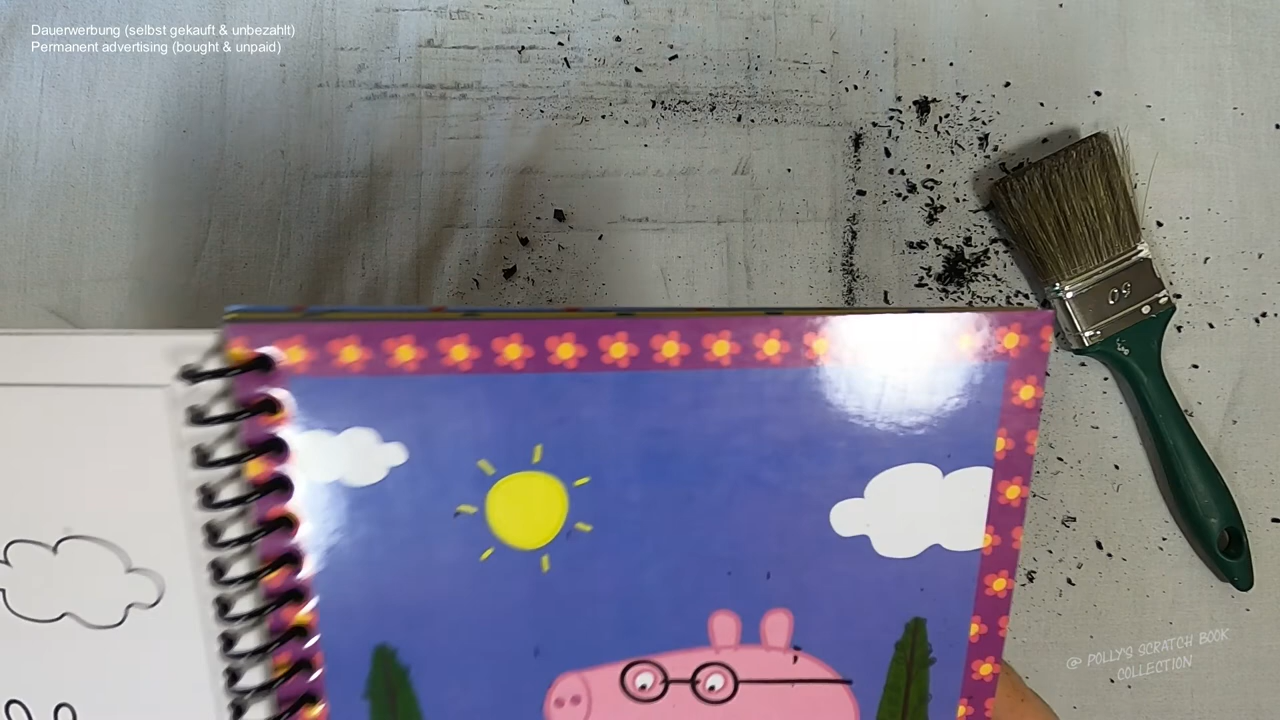 Dauerwerbung (selbst gekauft & unbezahlt)
Permanent advertising (bought & unpaid)
60
@ POLLY'S SCRATCH BOOK
COLLECTION